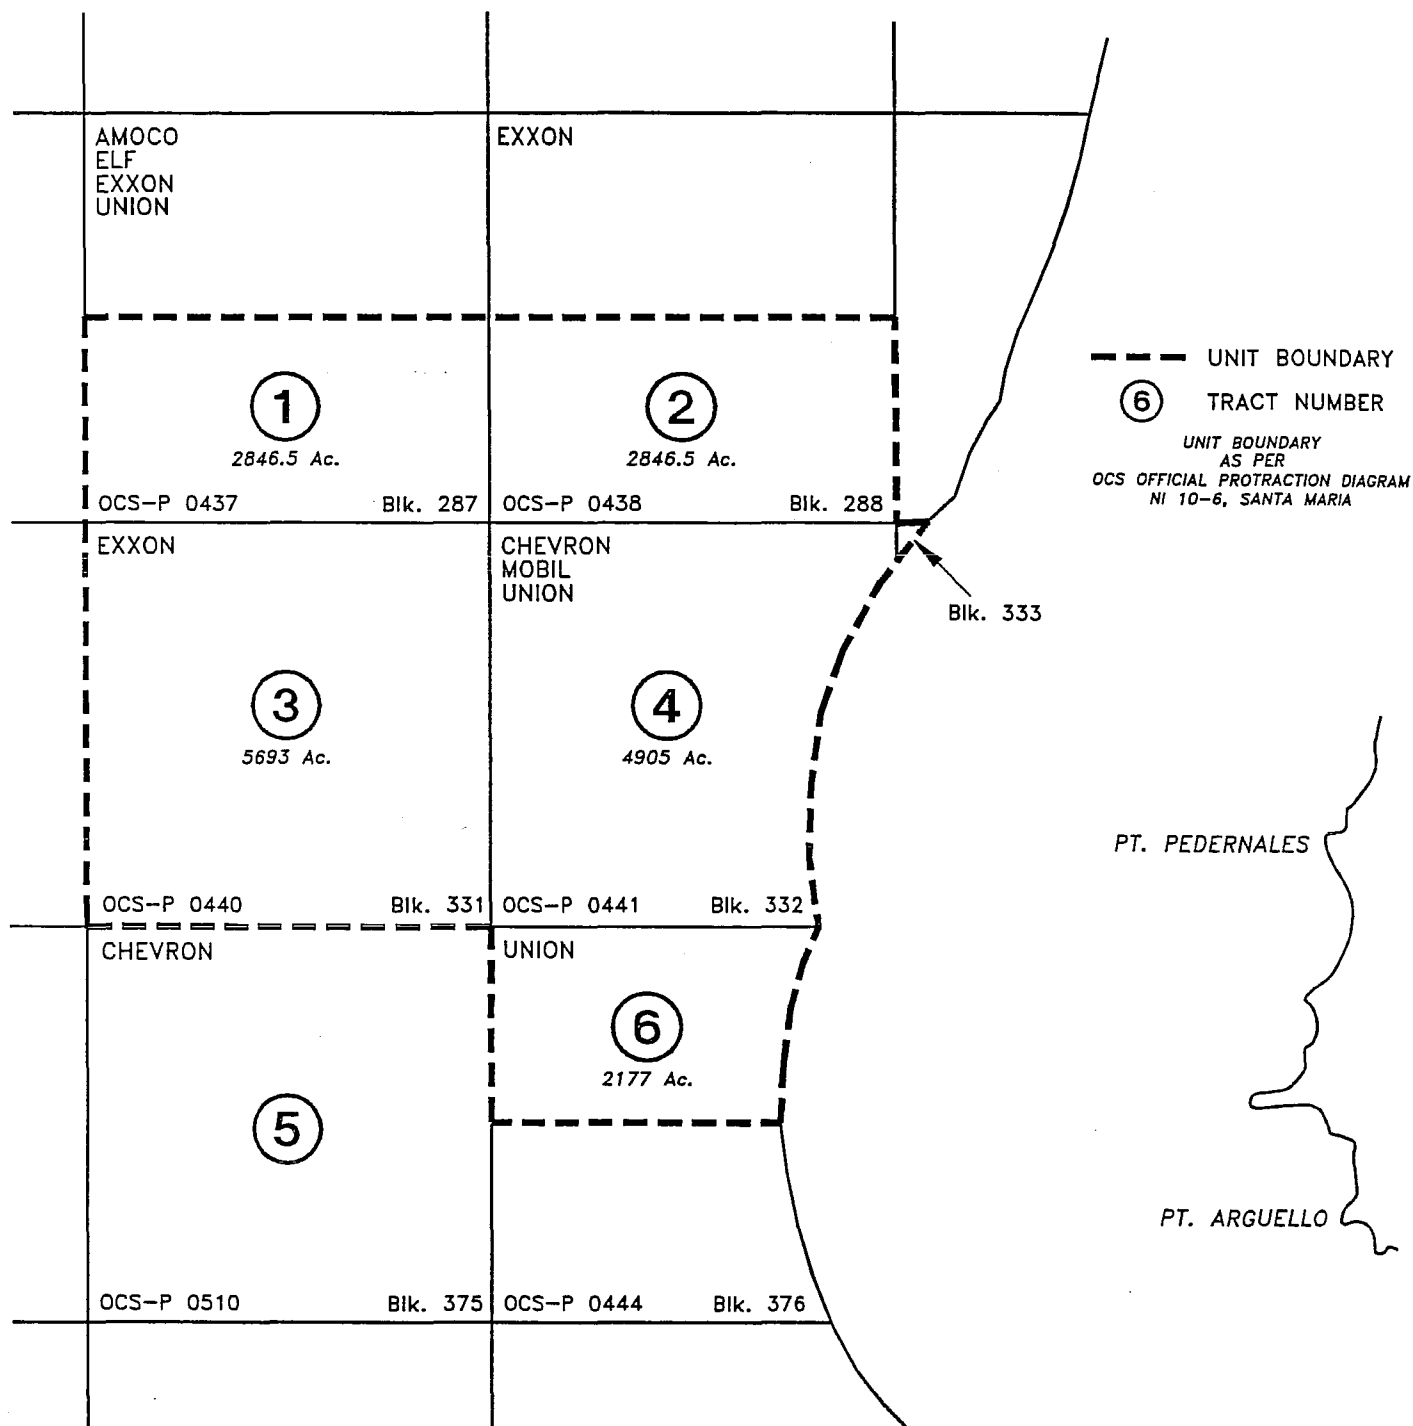 AMOCO
ELF
EXXON
UNION
EXXON
1
2846.5 Ac.
2
2846.5 Ac.
OCS-P 0437
Blk. 287
OCS-P 0438
Blk. 288
UNIT BOUNDARY
6 TRACT NUMBER
UNIT BOUNDARY
AS PER
OCS OFFICIAL PROTRACTION DIAGRAM
NI 10-6, SANTA MARIA
EXXON
CHEVRON
MOBIL
UNION
Blk. 333
3
5693 Ac.
4
4905 Ac.
PT. PEDERNALES
OCS-P 0440
Blk. 331
OCS-P 0441
Blk. 332
CHEVRON
UNION
6
2177 Ac.
5
PT. ARGUELLO
OCS-P 0510
Blk. 375
OCS-P 0444
Blk. 376